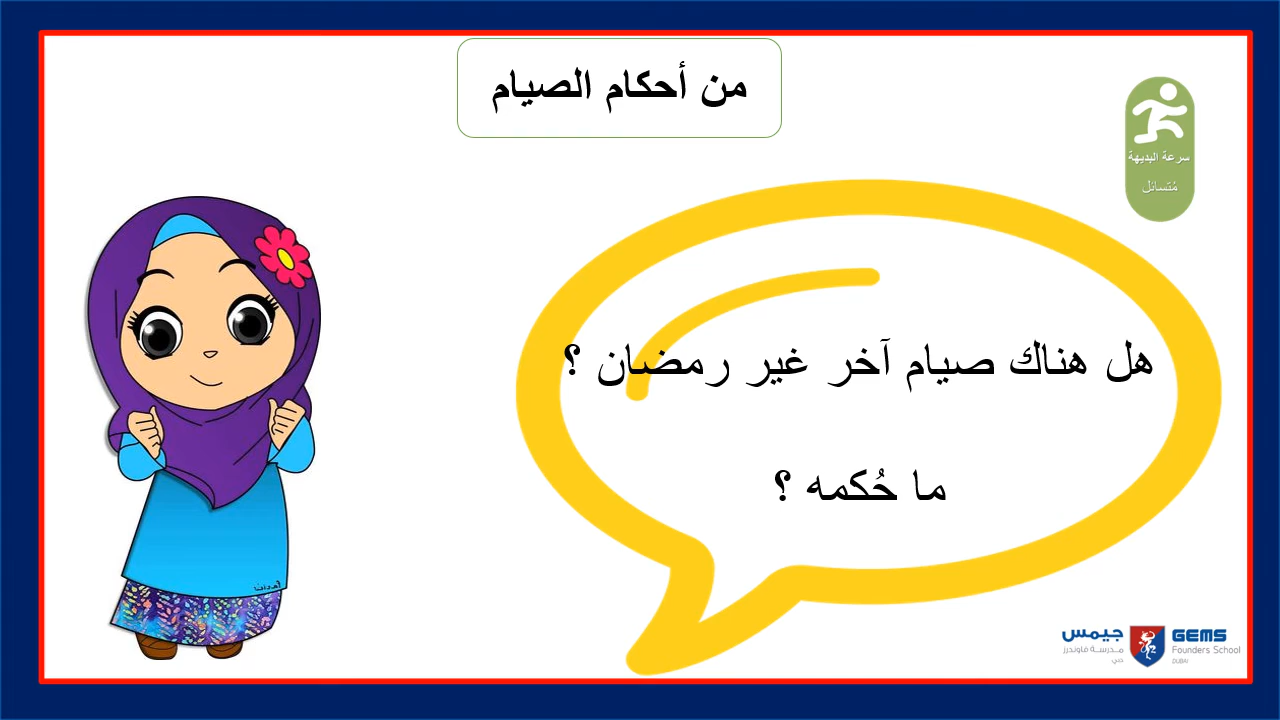 من أحكام الصيام
سرعة البديهة
مُتسائل
هل هناك صيام آخر غير رمضان ؟
ما حُكمه ؟
جيمس
مدرسة فاوندرز
دبي
GEMS
Founders School
DUBAI